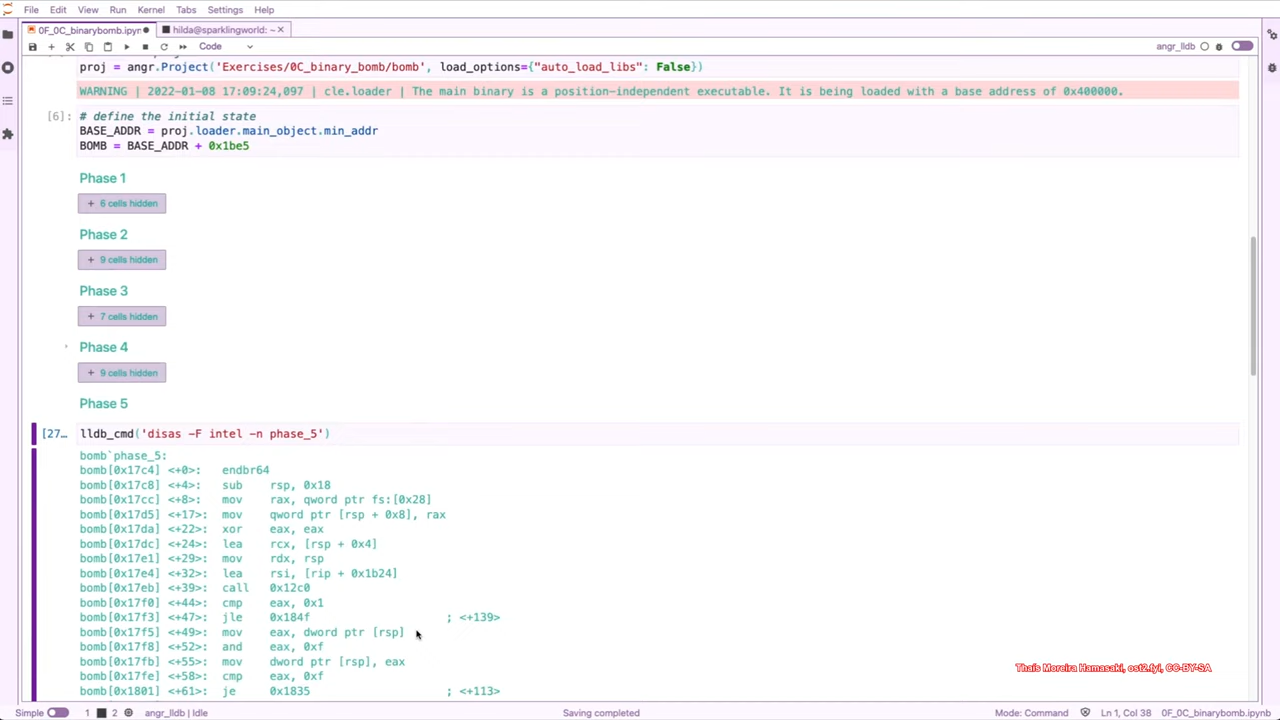 File Edit View Run Kernel Tabs Settings Help
0F_0C_binarybomb.ipyn
hilda@sparklingworld: ~
Code
angr_lldb
proj = angr.Project('Exercises/0C_binary_bomb/bomb', load_options={"auto_load_libs": False})
WARNING | 2022-01-08 17:09:24,097 | cle.loader | The main binary is a position-independent executable. It is being loaded with a base address of 0x400000.
[6]: # define the initial state
BASE_ADDR = proj.loader.main_object.min_addr
BOMB = BASE_ADDR + 0x1be5
Phase 1
+ 6 cells hidden
Phase 2
+ 9 cells hidden
Phase 3
+ 7 cells hidden
Phase 4
+ 9 cells hidden
Phase 5
[27… lldb_cmd('disas -F intel -n phase_5')
bomb`phase_5:
bomb[0x17c4] <+0>: endbr64
bomb[0x17c8] <+4>: sub rsp, 0x18
bomb[0x17cc] <+8>: mov rax, qword ptr fs:[0x28]
bomb[0x17d5] <+17>: mov qword ptr [rsp + 0x8], rax
bomb[0x17da] <+22>: xor eax, eax
bomb[0x17dc] <+24>: lea rcx, [rsp + 0x4]
bomb[0x17e1] <+29>: mov rdx, rsp
bomb[0x17e4] <+32>: lea rsi, [rip + 0x1b24]
bomb[0x17eb] <+39>: call 0x12c0
bomb[0x17f0] <+44>: cmp eax, 0x1
bomb[0x17f3] <+47>: jle 0x184f ; <+139>
bomb[0x17f5] <+49>: mov eax, dword ptr [rsp]
bomb[0x17f8] <+52>: and eax, 0xf
bomb[0x17fb] <+55>: mov dword ptr [rsp], eax
bomb[0x17fe] <+58>: cmp eax, 0xf
bomb[0x1801] <+61>: je 0x1835 ; <+113>
Thais Moreira Hamasaki, ost2.fyi, CC-BY-SA
Simple 1 2 angr_lldb | Idle Saving completed Mode: Command Ln 1, Col 38 0F_0C_binarybomb.ipynb